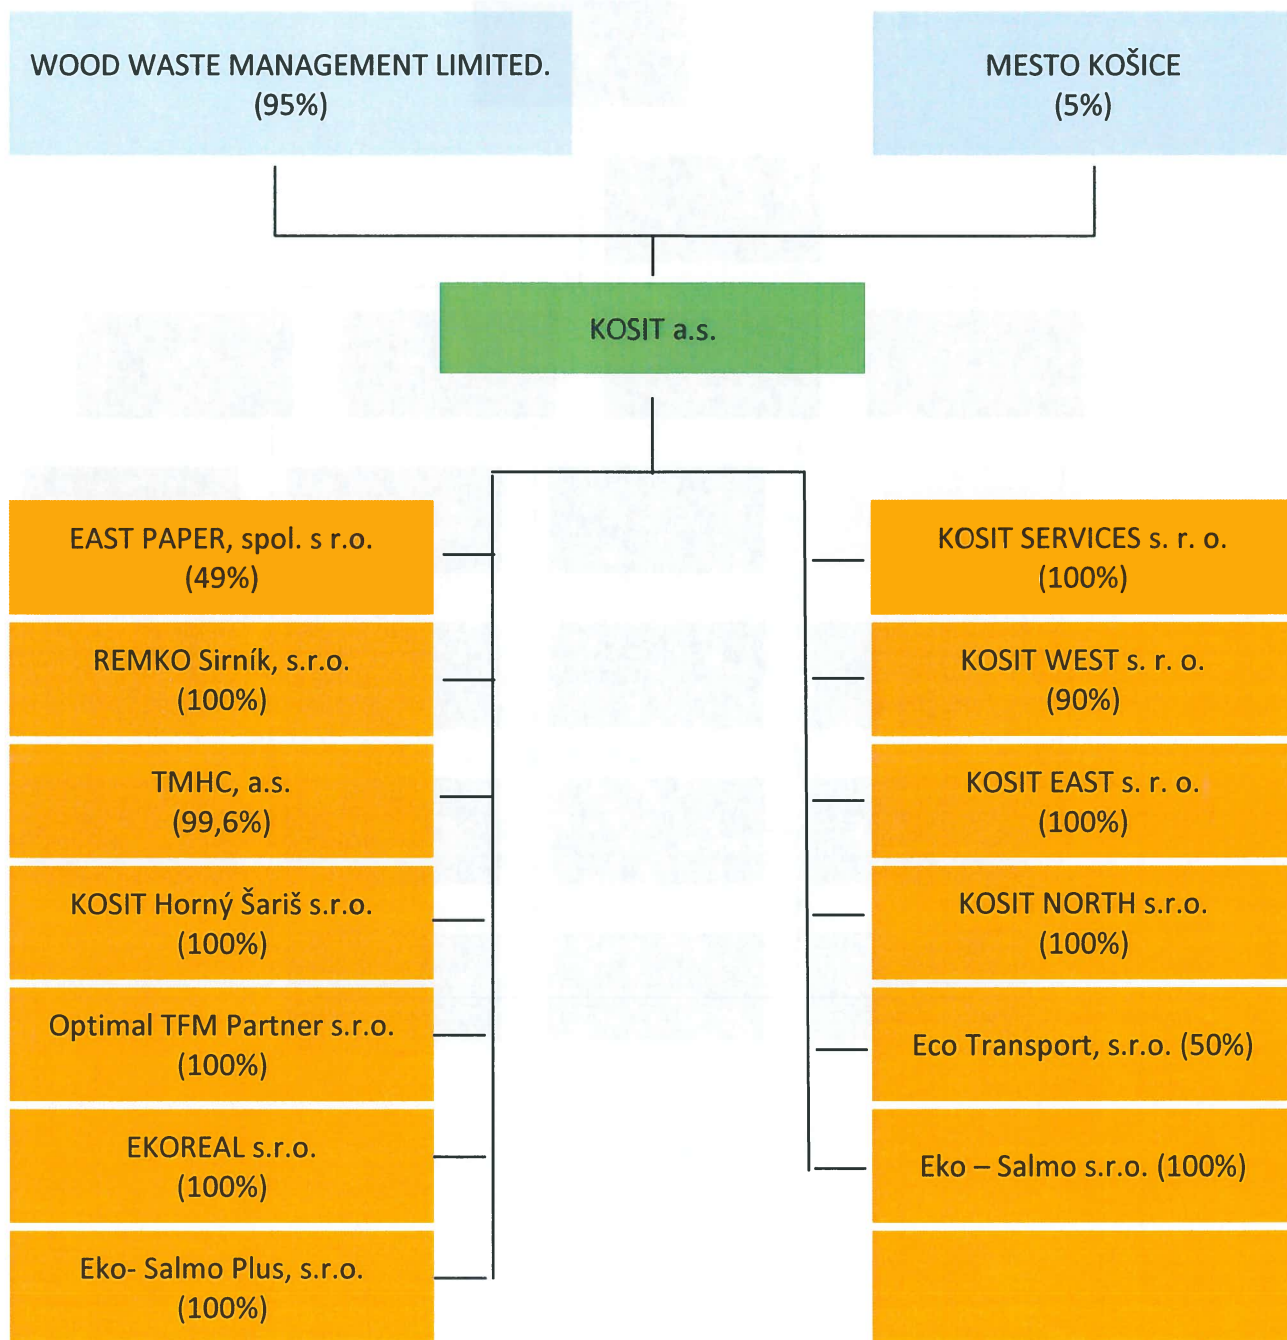 WOOD WASTE MANAGEMENT LIMITED.
(95%)
MESTO KOŠICE
(5%)
KOSIT a.s.
EAST PAPER, spol. s r.o.
(49%)
REMKO Sirník, s.r.o.
(100%)
TMHC, a.s.
(99,6%)
KOSIT Horný Šariš s.r.o.
(100%)
Optimal TFM Partner s.r.o.
(100%)
EKOREAL s.r.o.
(100%)
Eko- Salmo Plus, s.r.o.
(100%)
KOSIT SERVICES s. r. o.
(100%)
KOSIT WEST s. r. o.
(90%)
KOSIT EAST s. r. o.
(100%)
KOSIT NORTH s.r.o.
(100%)
Eco Transport, s.r.o. (50%)
Eko – Salmo s.r.o. (100%)